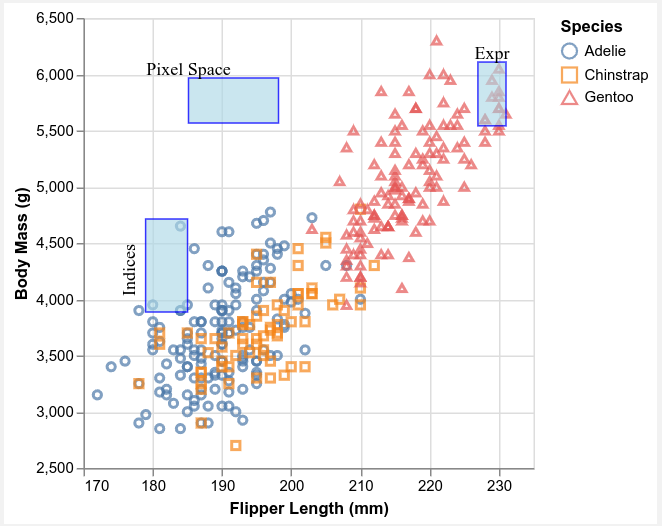 6,500
6,000
5,500
5,000
4,500
4,000
3,500
3,000
2,500
Body Mass (g)
170 180 190 200 210 220 230
Flipper Length (mm)
Pixel Space
Indices
Expr
Species
Adelie
Chinstrap
Gentoo